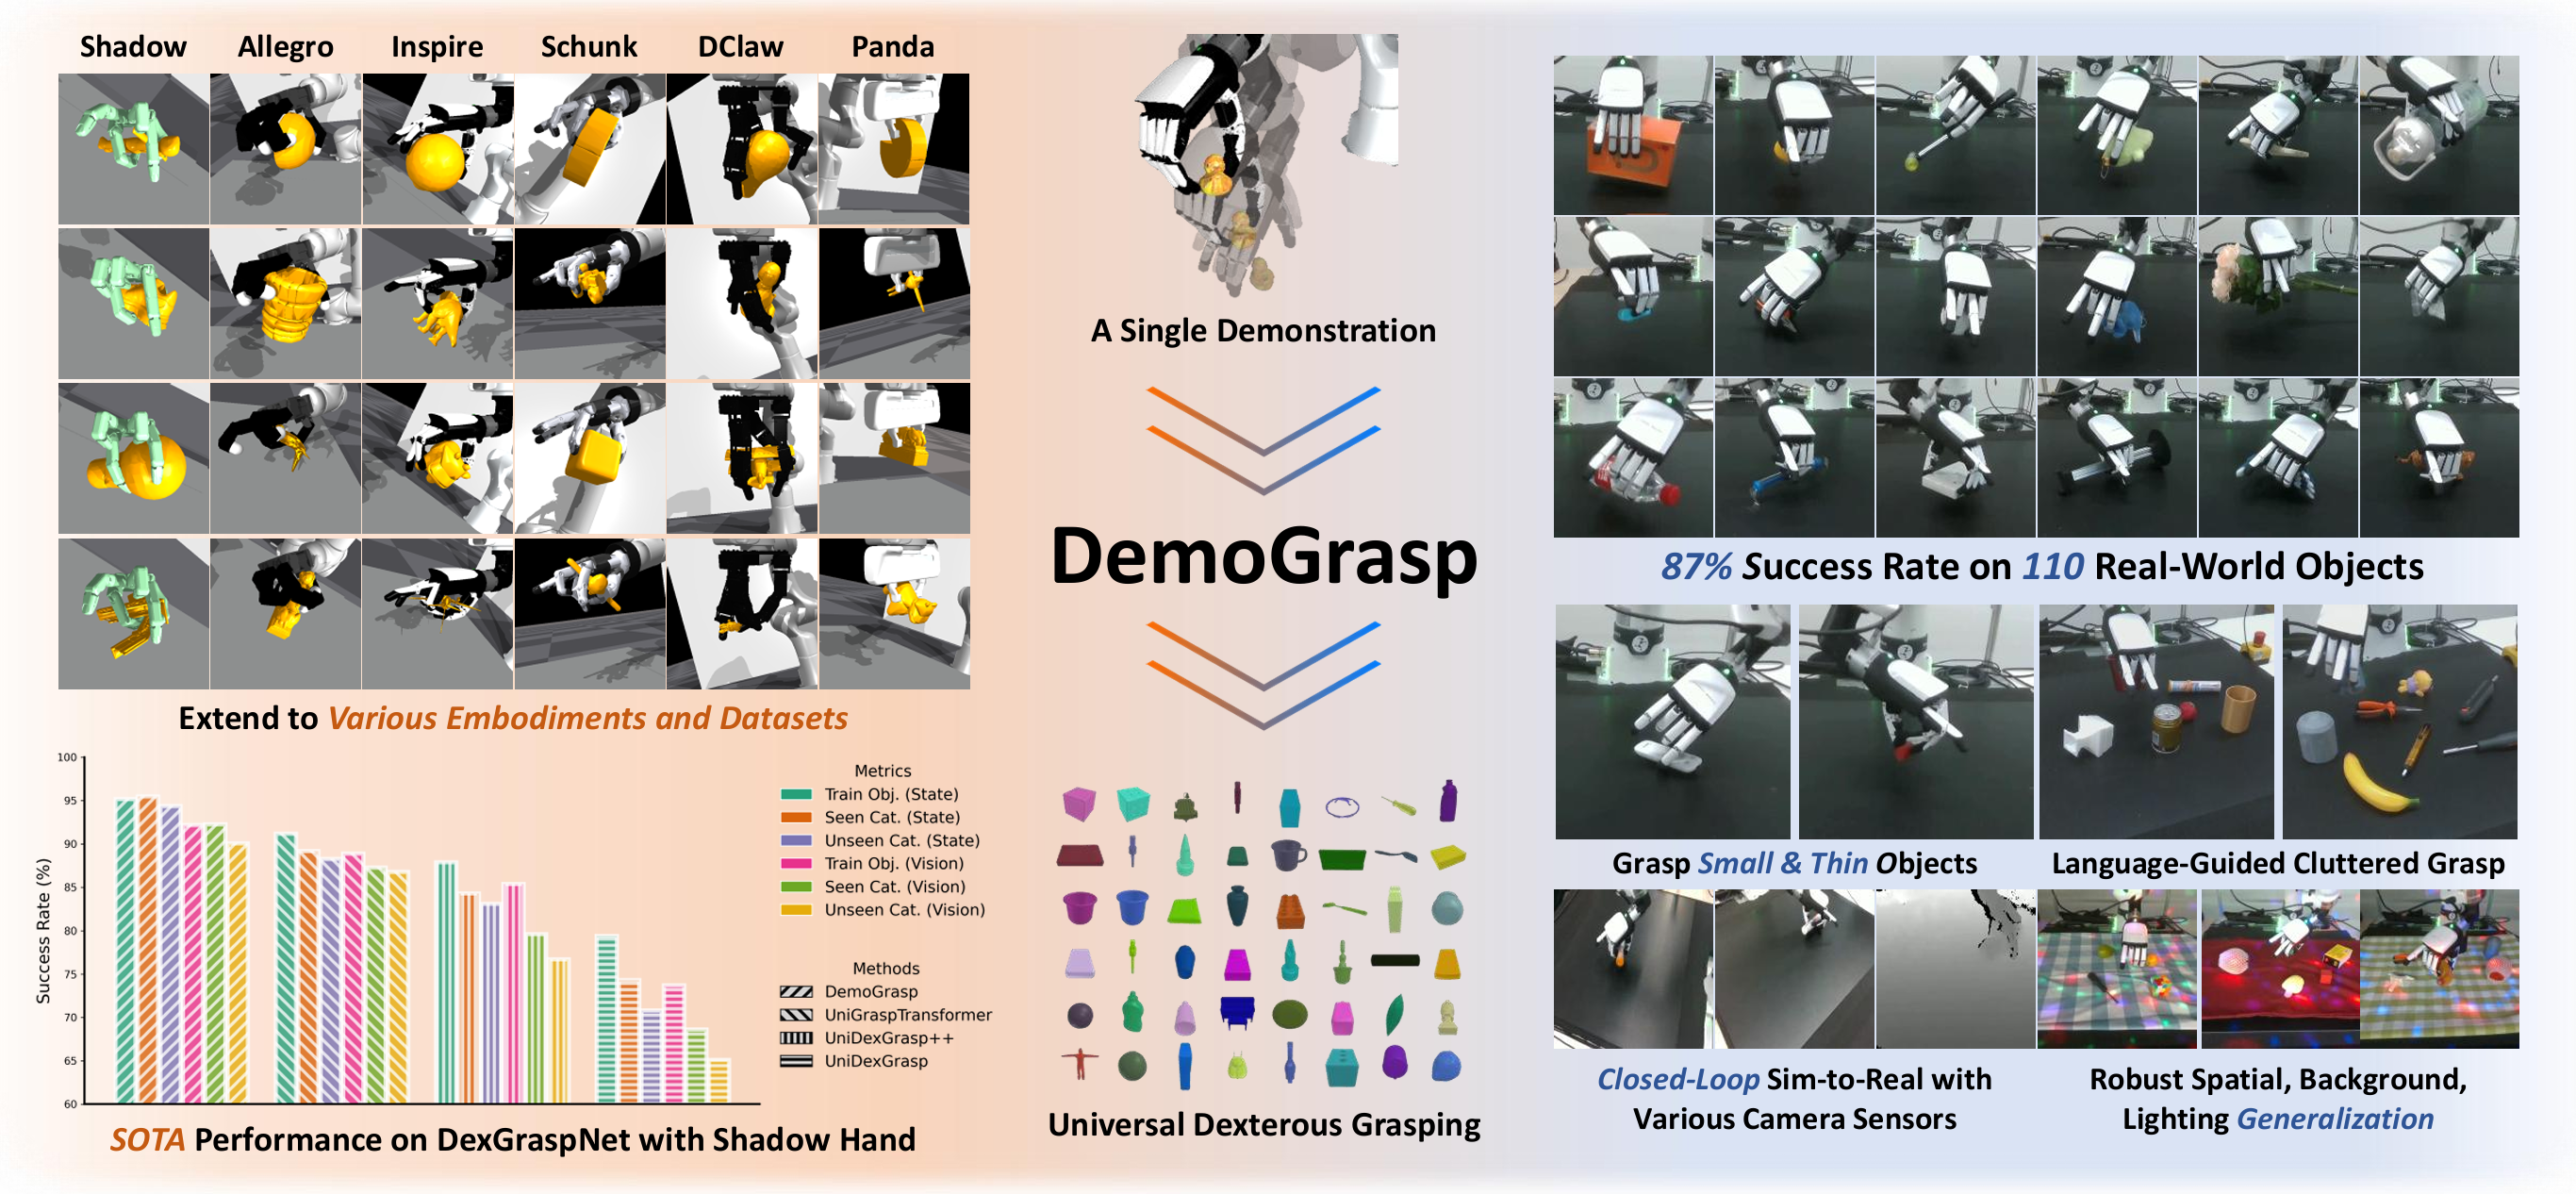 Shadow
Allegro
Inspire
Schunk
DClaw
Panda
Extend to Various Embodiments and Datasets
100
95
90
85
80
75
70
65
60
Success Rate (%)
Metrics
Train Obj. (State)
Seen Cat. (State)
Unseen Cat. (State)
Train Obj. (Vision)
Seen Cat. (Vision)
Unseen Cat. (Vision)
Methods
DemoGrasp
UniGraspTransformer
UniDexGrasp++
UniDexGrasp
SOTA Performance on DexGraspNet with Shadow Hand
A Single Demonstration
DemoGrasp
Universal Dexterous Grasping
87% Success Rate on 110 Real-World Objects
Grasp Small & Thin Objects
Language-Guided Cluttered Grasp
Closed-Loop Sim-to-Real with
Various Camera Sensors
Robust Spatial, Background,
Lighting Generalization